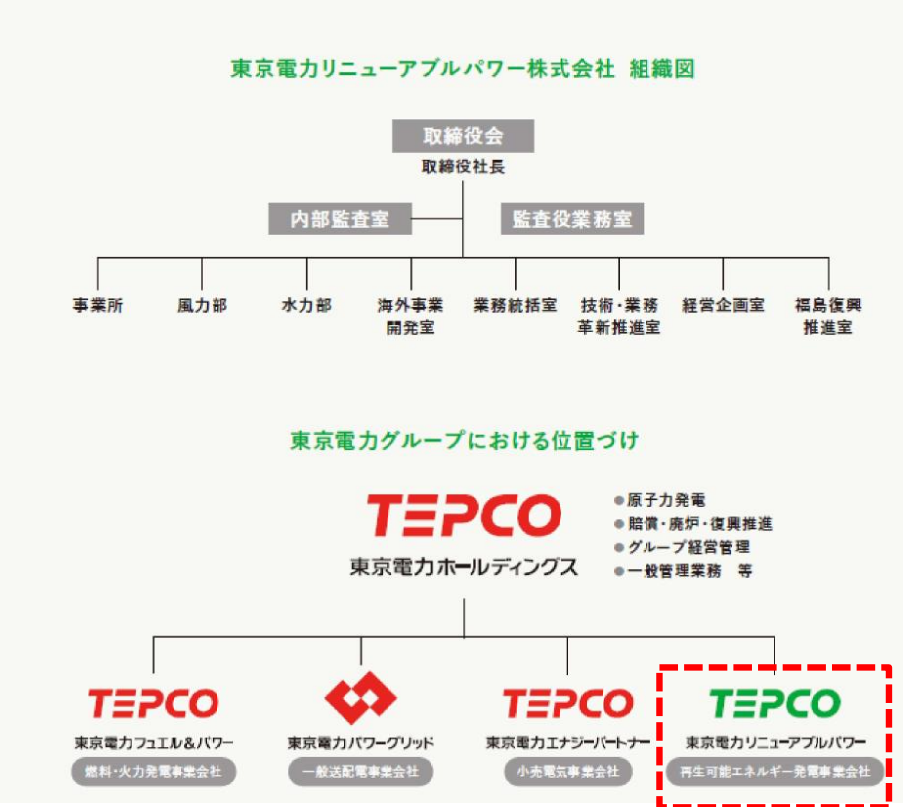 東京電力リニューアブルパワー株式会社 組織図
取締役会
取締役社長
内部監査室
監査役業務室
事業所
風力部
水力部
海外事業
開発室
業務統括室
技術・業務
革新推進室
経営企画室
福島復興
推進室
東京電力グループにおける位置づけ
TEPCO
東京電力ホールディングス
●原子力発電
●賠償・廃炉・復興推進
●グループ経営管理
●一般管理業務 等
TEPCO
東京電力フュエル&パワー
燃料・火力発電事業会社
東京電力パワーグリッド
一般送配電事業会社
TEPCO
東京電力エナジーパートナー
小売電気事業会社
TEPCO
東京電力リニューアブルパワー
再生可能エネルギー発電事業会社